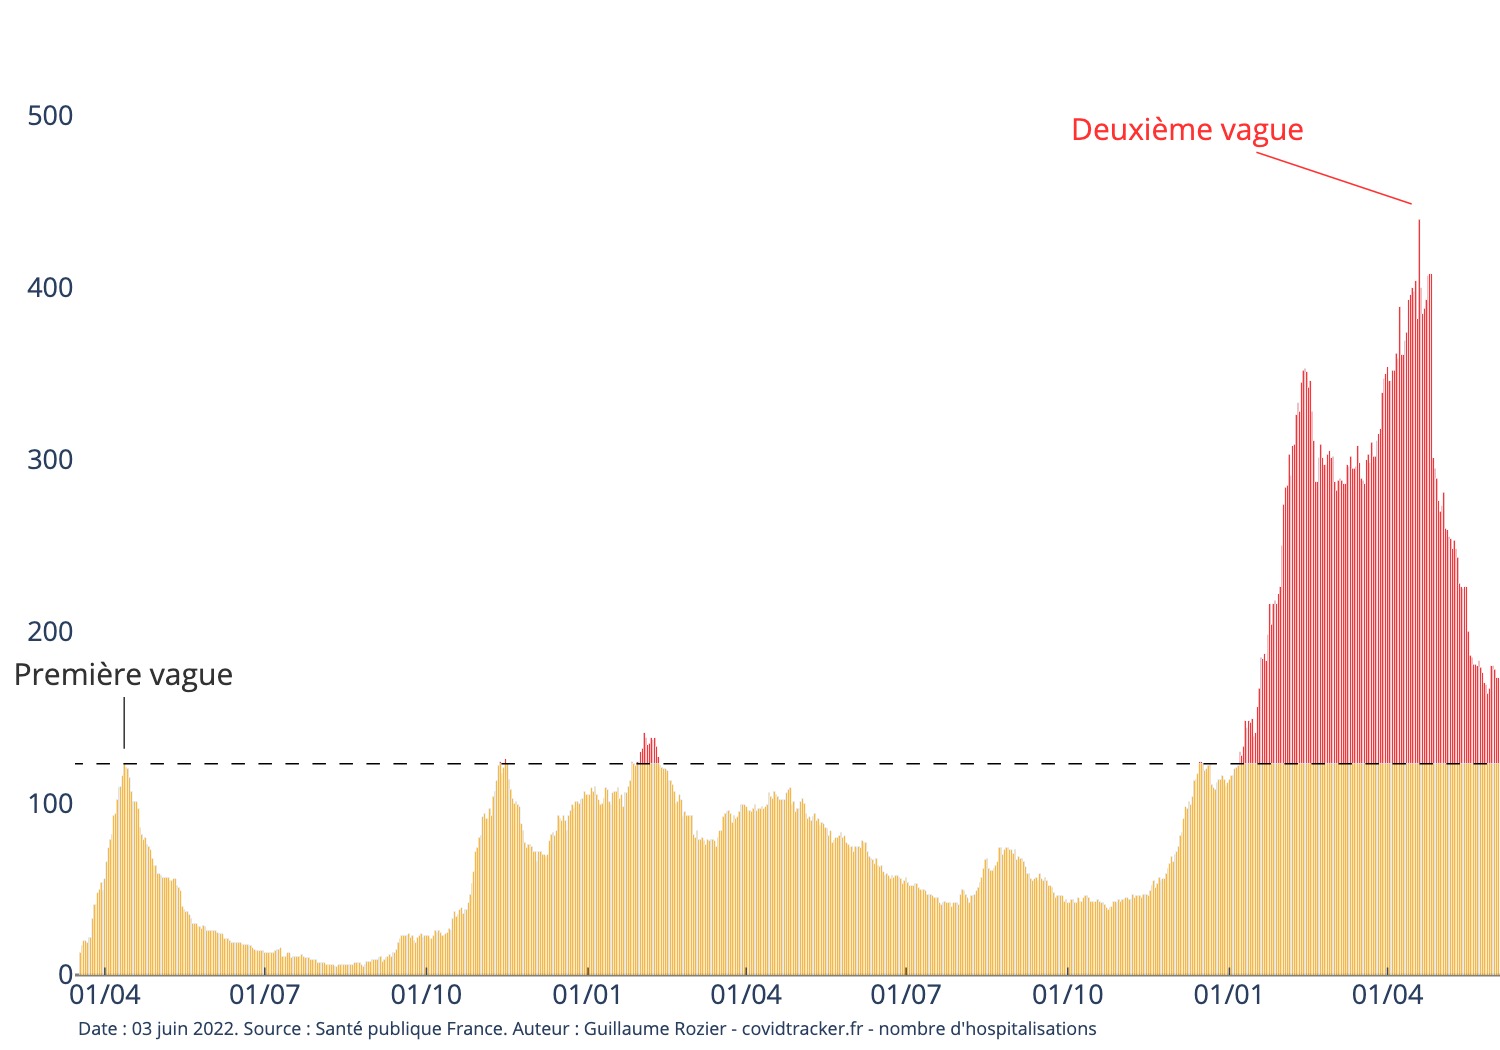 500
Deuxième vague
400
300
200
Première vague
100
0
01/04 01/07 01/10 01/01 01/04 01/07 01/10 01/01 01/04
Date : 03 juin 2022. Source : Santé publique France. Auteur : Guillaume Rozier - covidtracker.fr - nombre d'hospitalisations